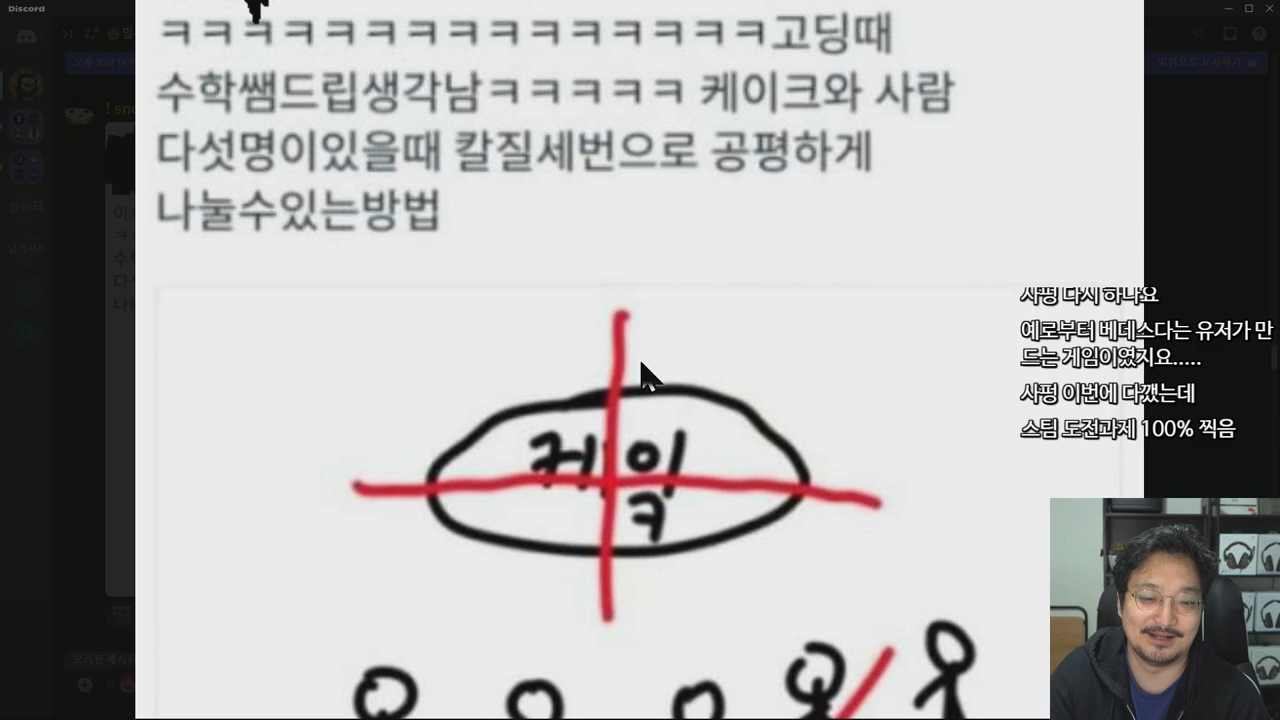 Discord
ㅋㅋㅋㅋㅋㅋㅋㅋㅋㅋㅋㅋㅋㅋㅋ고딩때
수학쌤드립생각남ㅋㅋㅋㅋㅋ 케이크와 사람
다섯명이있을때 칼질세번으로 공평하게
나눌수있는방법
케이
크
사평 다시 하나요
예로부터 베데스다는 유저가 만
드는 게임이었지요.....
사평 이번에 다깼는데
스팀 도전과제 100% 찍음